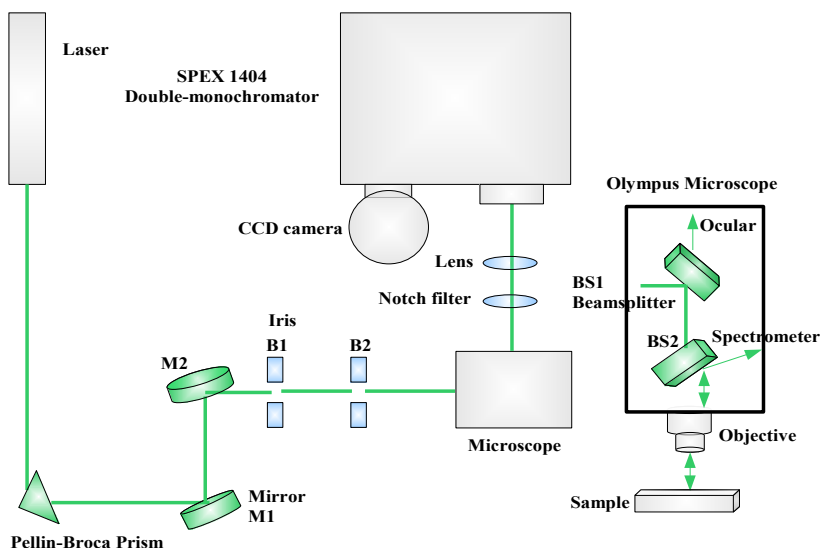 Laser
SPEX 1404
Double-monochromator
CCD camera
Lens
Notch filter
Iris
B1
B2
M2
Microscope
Mirror
M1
Pellin-Broca Prism
Olympus Microscope
Ocular
BS1
Beamsplitter
BS2
Spectrometer
Objective
Sample